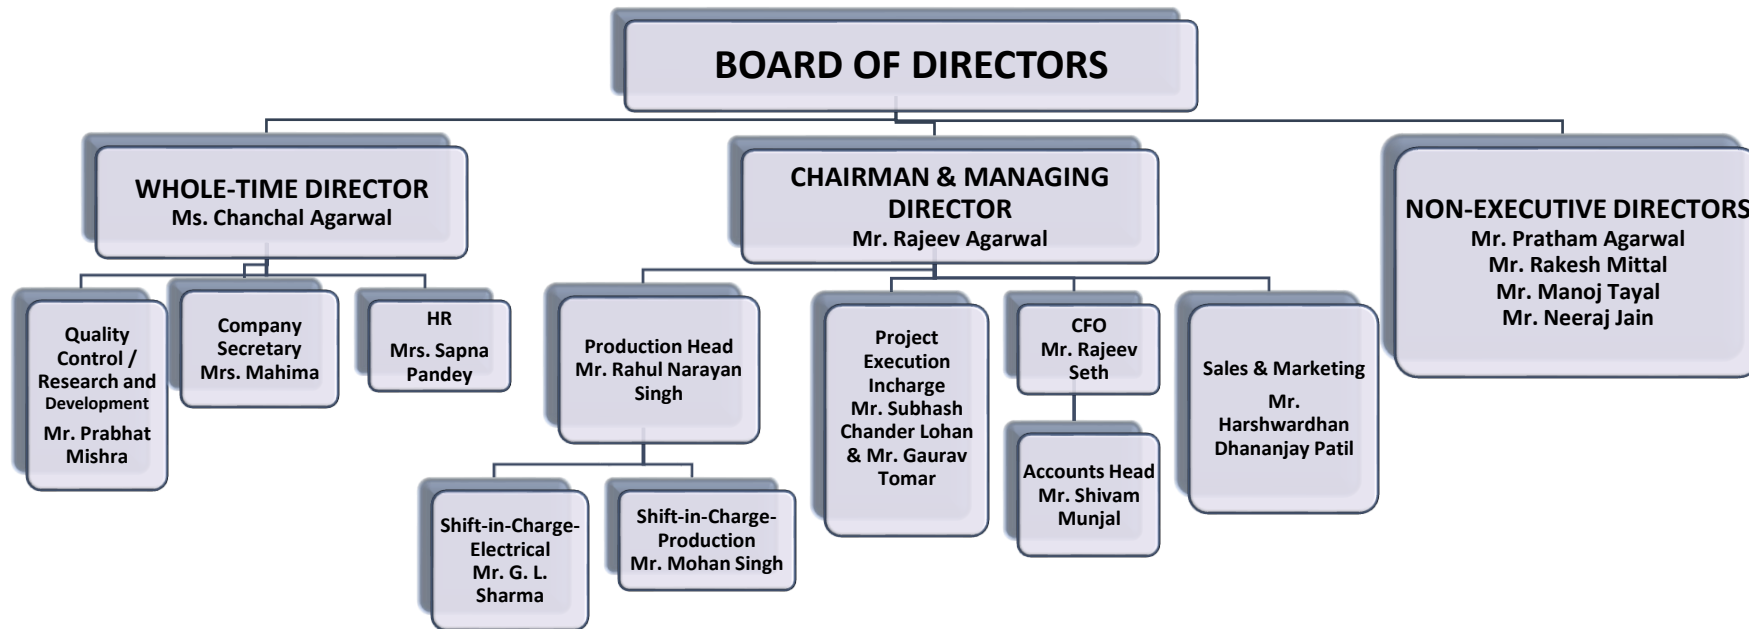 BOARD OF DIRECTORS
WHOLE-TIME DIRECTOR
Ms. Chanchal Agarwal
CHAIRMAN & MANAGING
DIRECTOR
Mr. Rajeev Agarwal
NON-EXECUTIVE DIRECTORS
Mr. Pratham Agarwal
Mr. Rakesh Mittal
Mr. Manoj Tayal
Mr. Neeraj Jain
Quality
Control /
Research and
Development
Mr. Prabhat
Mishra
Company
Secretary
Mrs. Mahima
HR
Mrs. Sapna
Pandey
Production Head
Mr. Rahul Narayan
Singh
Project
Execution
Incharge
Mr. Subhash
Chander Lohan
& Mr. Gaurav
Tomar
CFO
Mr. Rajeev
Seth
Sales & Marketing
Mr.
Harshwardhan
Dhananjay Patil
Shift-in-Charge-
Electrical
Mr. G. L.
Sharma
Shift-in-Charge-
Production
Mr. Mohan Singh
Accounts Head
Mr. Shivam
Munjal